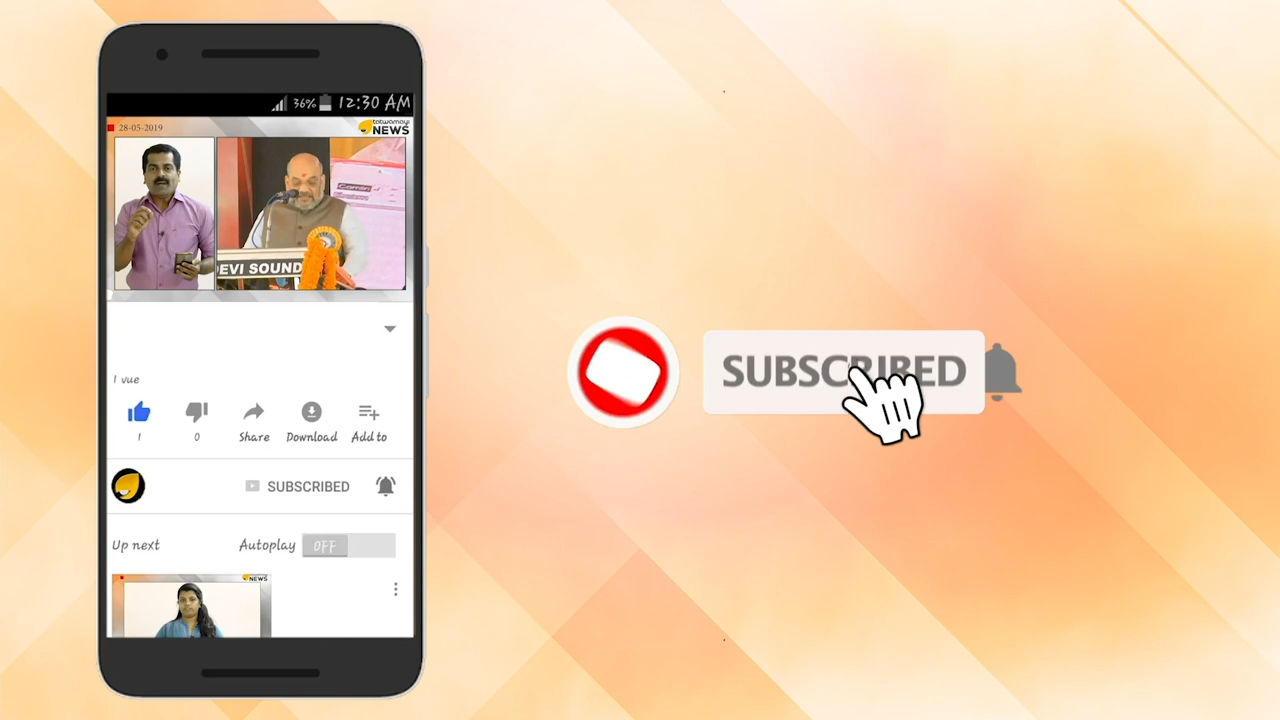 36% 12:30 AM
28-05-2019
tatwamayi
NEWS
DEVI SOUND
1 vue
1 0 Share Download Add to
SUBSCRIBED
Up next Autoplay OFF
NEWS
SUBSCRIBED